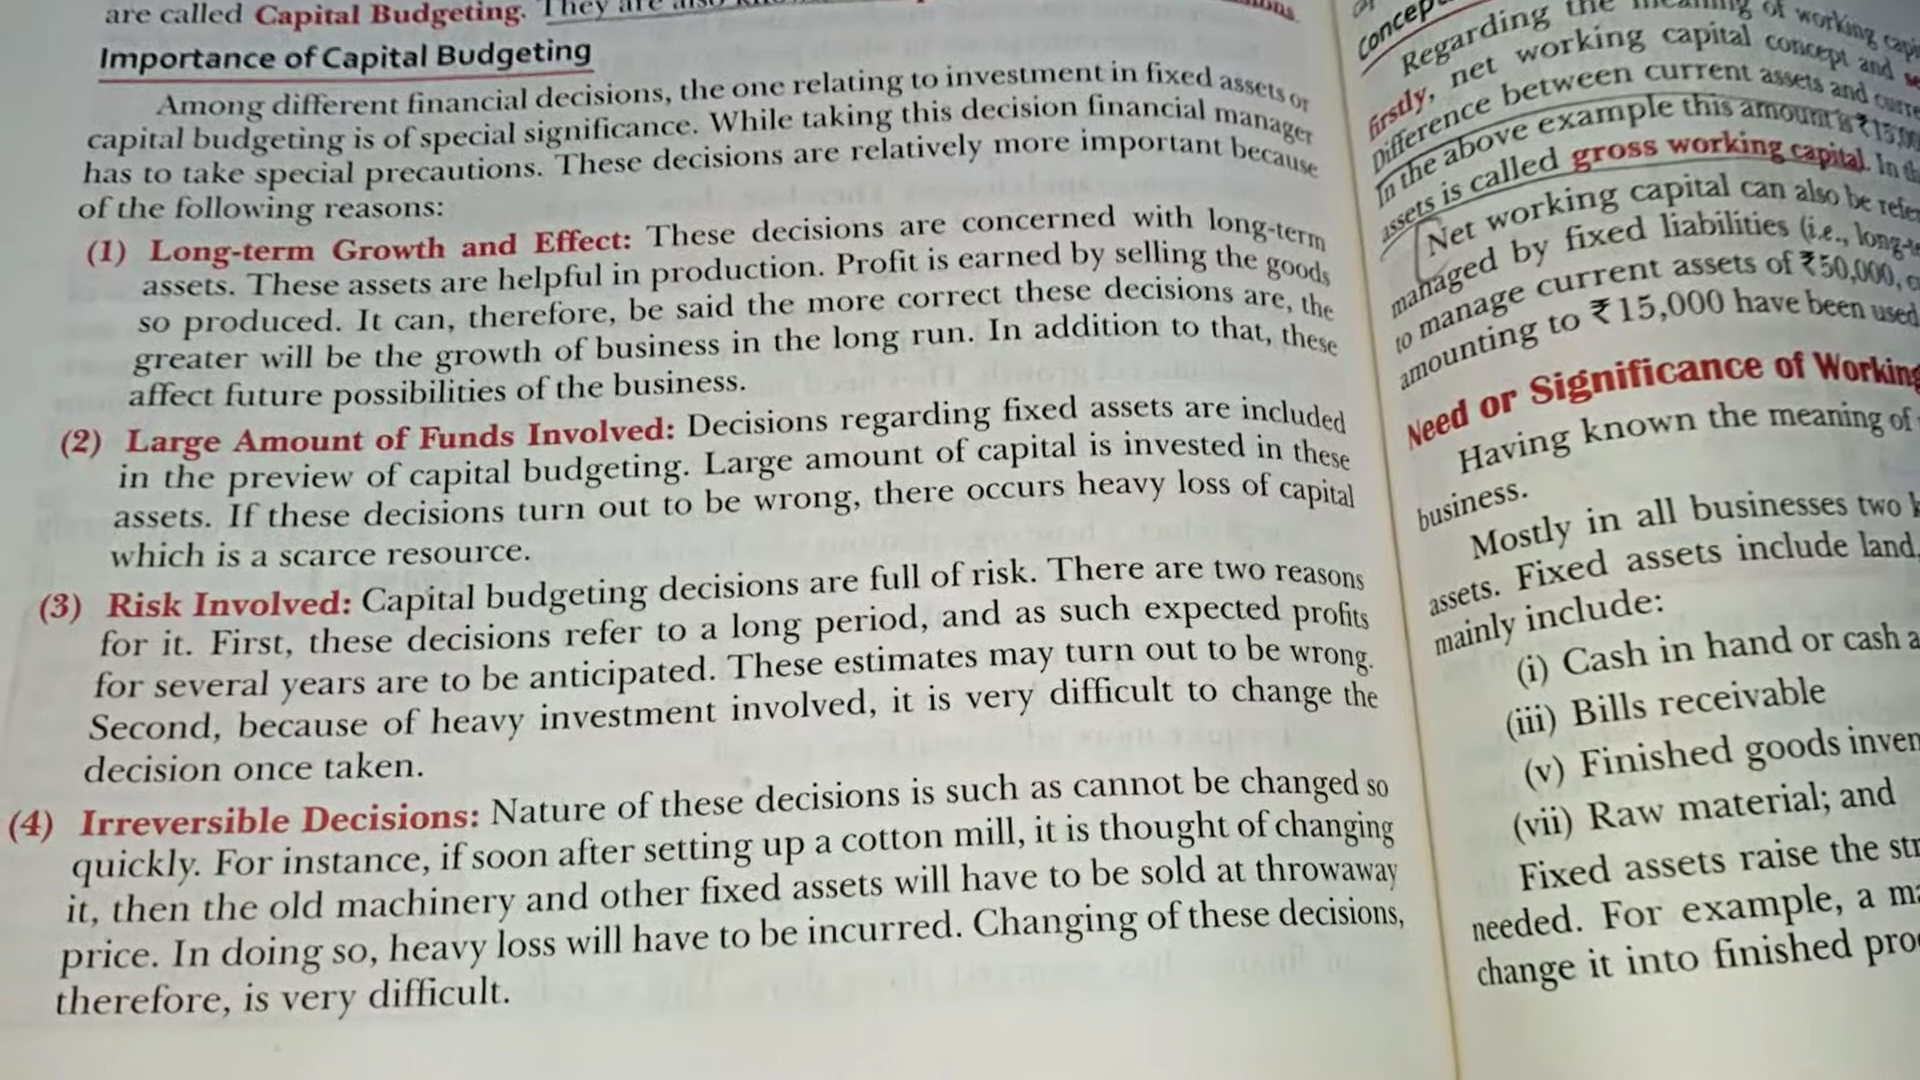 are called Capital Budgeting. They are
Importance of Capital Budgeting
Among different financial decisions, the one relating to investment in fixed assets or
capital budgeting is of special significance. While taking this decision financial manager
has to take special precautions. These decisions are relatively more important because
of the following reasons:
(1) Long-term Growth and Effect: These decisions are concerned with long-term
assets. These assets are helpful in production. Profit is earned by selling the goods
so produced. It can, therefore, be said the more correct these decisions are, the
greater will be the growth of business in the long run. In addition to that, these
affect future possibilities of the business.
(2) Large Amount of Funds Involved: Decisions regarding fixed assets are included
in the preview of capital budgeting. Large amount of capital is invested in these
assets. If these decisions turn out to be wrong, there occurs heavy loss of capital
which is a scarce resource.
(3) Risk Involved: Capital budgeting decisions are full of risk. There are two reasons
for it. First, these decisions refer to a long period, and as such expected profits
for several years are to be anticipated. These estimates may turn out to be wrong.
Second, because of heavy investment involved, it is very difficult to change the
decision once taken.
(4) Irreversible Decisions: Nature of these decisions is such as cannot be changed so
quickly. For instance, if soon after setting up a cotton mill, it is thought of changing
it, then the old machinery and other fixed assets will have to be sold at throwaway
price. In doing so, heavy loss will have to be incurred. Changing of these decisions,
therefore, is very difficult.
Regarding the meaning of working
firstly, net working capital concept and
Difference between current assets and
In the above example this amount is ₹
assets is called gross working capital. In
Net working capital can also be
managed by fixed liabilities (i.e.,
to manage current assets of ₹50,000,
amounting to ₹15,000 have been used
Need or Significance of Working
Having known the meaning of
business.
Mostly in all businesses two
assets. Fixed assets include land,
mainly include:
(i) Cash in hand or cash a
(iii) Bills receivable
(v) Finished goods
(vii) Raw material; and
Fixed assets raise the
needed. For example, a
change it into finished